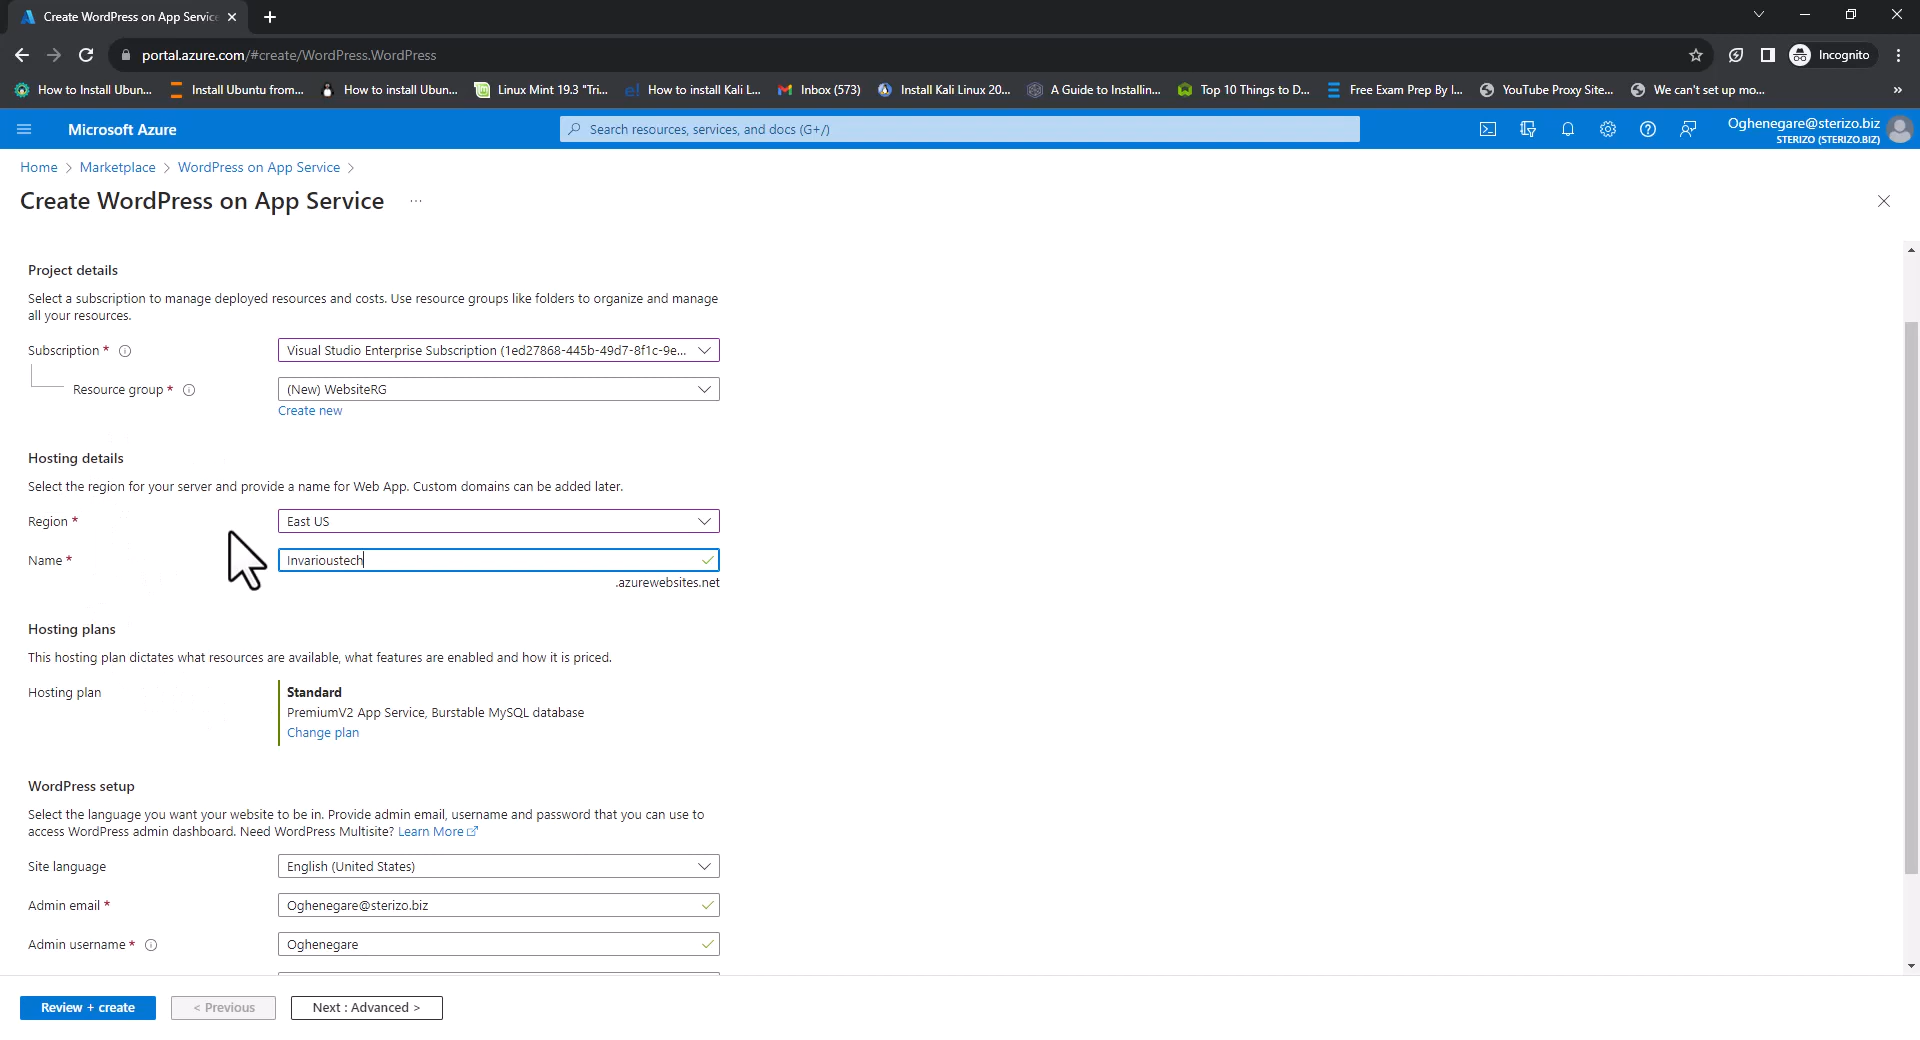 Create WordPress on App Service
portal.azure.com/#create/WordPress.WordPress
Incognito
How to Install Ubun...
Install Ubuntu from...
How to install Ubun...
Linux Mint 19.3 "Tri...
How to install Kali L...
Inbox (573)
Install Kali Linux 20...
A Guide to Installin...
Top 10 Things to D...
Free Exam Prep By I...
YouTube Proxy Site...
We can't set up mo...
Microsoft Azure
Search resources, services, and docs (G+/)
Oghenegare@sterizo.biz
STERIZO (STERIZO.BIZ)
Home > Marketplace > WordPress on App Service >
Create WordPress on App Service ...
Project details
Select a subscription to manage deployed resources and costs. Use resource groups like folders to organize and manage
all your resources.
Subscription *
Visual Studio Enterprise Subscription (1ed27868-445b-49d7-8f1c-9e...
Resource group *
(New) WebsiteRG
Create new
Hosting details
Select the region for your server and provide a name for Web App. Custom domains can be added later.
Region *
East US
Name *
Invarioustech
.azurewebsites.net
Hosting plans
This hosting plan dictates what resources are available, what features are enabled and how it is priced.
Hosting plan
Standard
PremiumV2 App Service, Burstable MySQL database
Change plan
WordPress setup
Select the language you want your website to be in. Provide admin email, username and password that you can use to
access WordPress admin dashboard. Need WordPress Multisite? Learn More
Site language
English (United States)
Admin email *
Oghenegare@sterizo.biz
Admin username *
Oghenegare
Review + create
< Previous
Next : Advanced >